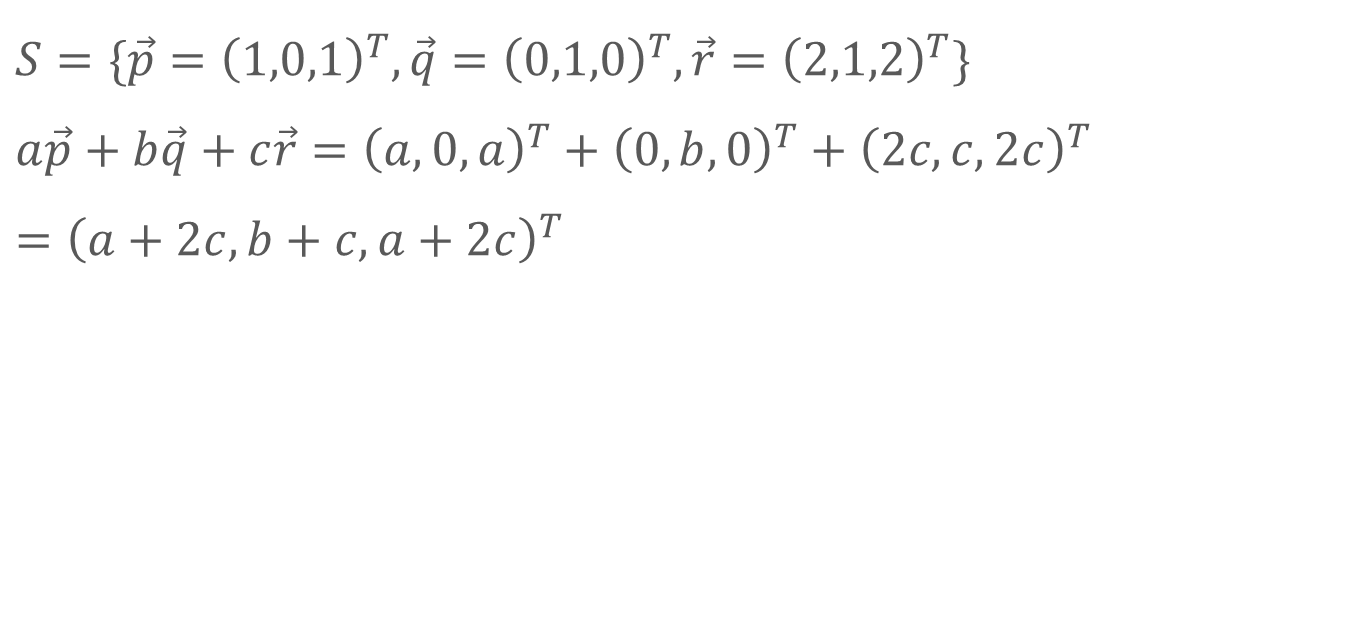 S = {p⃗ = (1,0,1)ᵀ, q⃗ = (0,1,0)ᵀ, r⃗ = (2,1,2)ᵀ}
ap⃗ + bq⃗ + cr⃗ = (a, 0, a)ᵀ + (0, b, 0)ᵀ + (2c, c, 2c)ᵀ
= (a + 2c, b + c, a + 2c)ᵀ